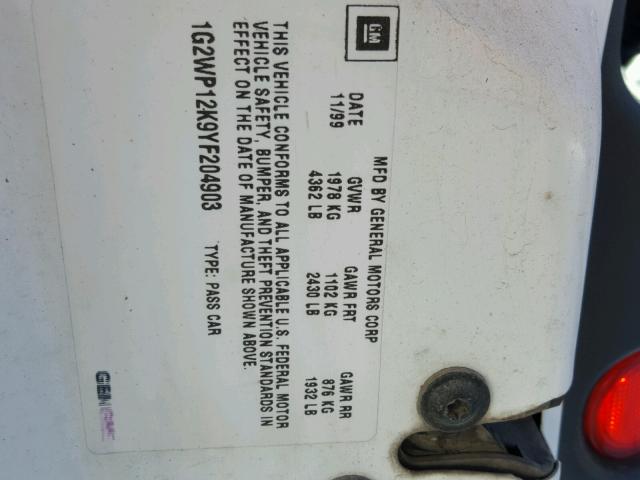 GM
MFD BY GENERAL MOTORS CORP
DATE GVWR GAWR FRT GAWR RR
11/99 1978 KG 1102 KG 876 KG
4362 LB 2430 LB 1932 LB
THIS VEHICLE CONFORMS TO ALL APPLICABLE U.S. FEDERAL MOTOR
VEHICLE SAFETY, BUMPER, AND THEFT PREVENTION STANDARDS IN
EFFECT ON THE DATE OF MANUFACTURE SHOWN ABOVE.
1G2WP12K9YF204903 TYPE: PASS CAR